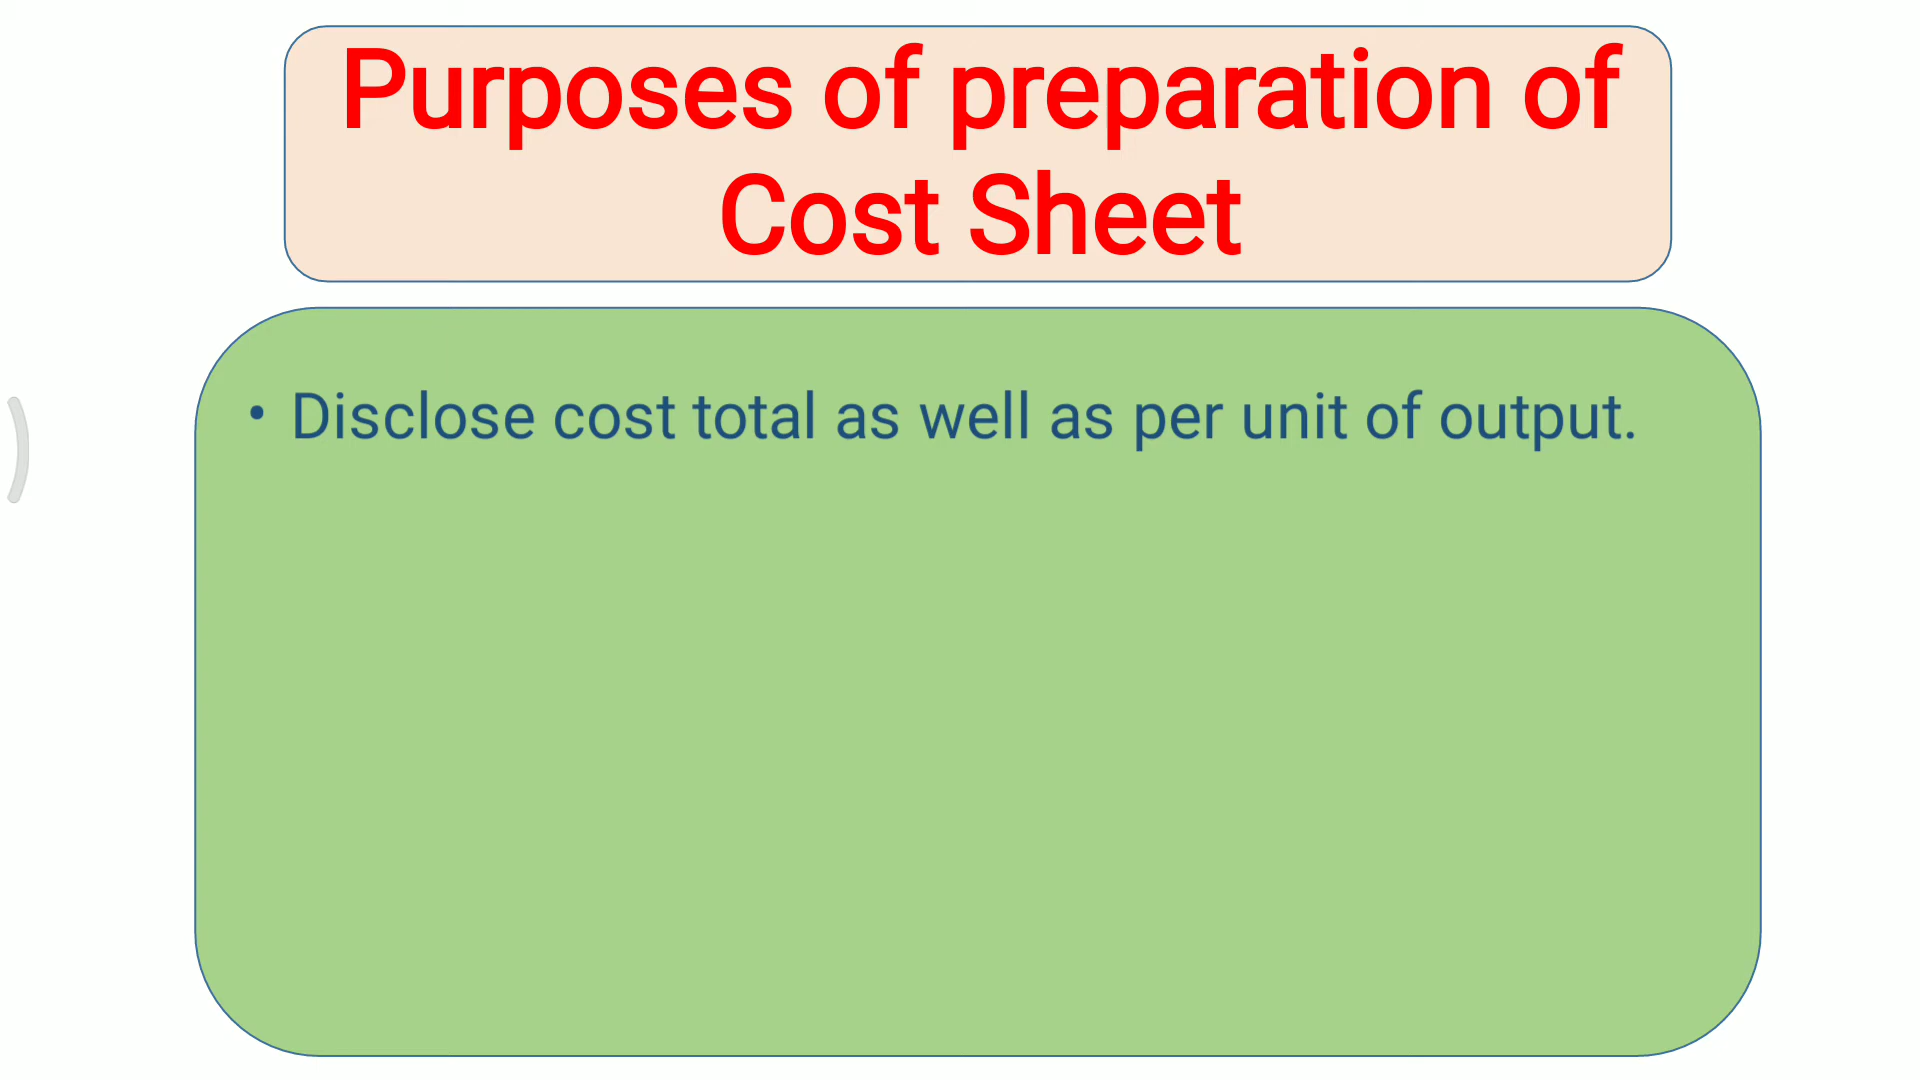 Purposes of preparation of
Cost Sheet
• Disclose cost total as well as per unit of output.